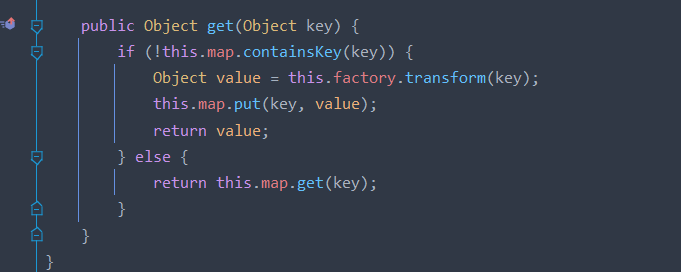 public Object get(Object key) {
if (!this.map.containsKey(key)) {
Object value = this.factory.transform(key);
this.map.put(key, value);
return value;
} else {
return this.map.get(key);
}
}
}